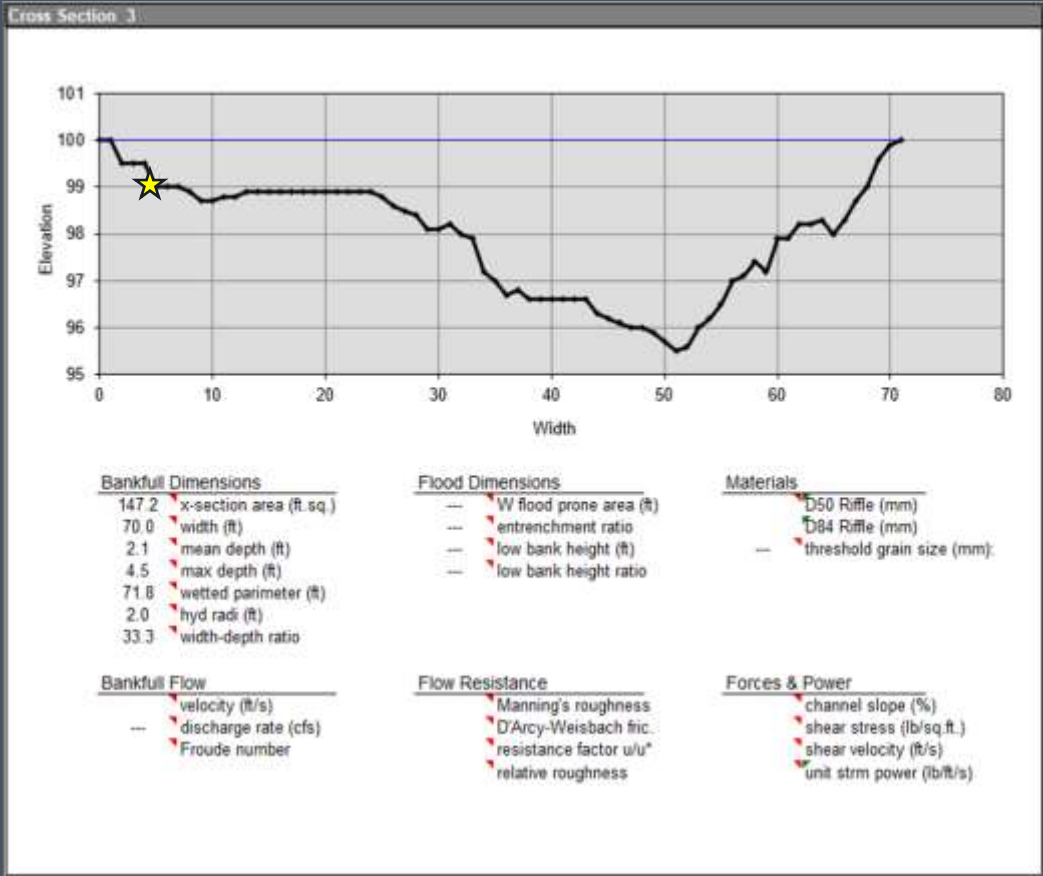 Cross Section 3
101
100
99
98
97
96
95
Elevation
0 10 20 30 40 50 60 70 80
Width
Bankfull Dimensions
147.2 x-section area (ft.sq.)
70.0 width (ft)
2.1 mean depth (ft)
4.5 max depth (ft)
71.8 wetted parimeter (ft)
2.0 hyd radi (ft)
33.3 width-depth ratio
Flood Dimensions
--- W flood prone area (ft)
--- entrenchment ratio
--- low bank height (ft)
--- low bank height ratio
Materials
D50 Riffle (mm)
D84 Riffle (mm)
--- threshold grain size (mm):
Bankfull Flow
velocity (ft/s)
--- discharge rate (cfs)
Froude number
Flow Resistance
Manning's roughness
D'Arcy-Weisbach fric.
resistance factor u/u*
relative roughness
Forces & Power
channel slope (%)
shear stress (lb/sq.ft.)
shear velocity (ft/s)
unit strm power (lb/ft/s)